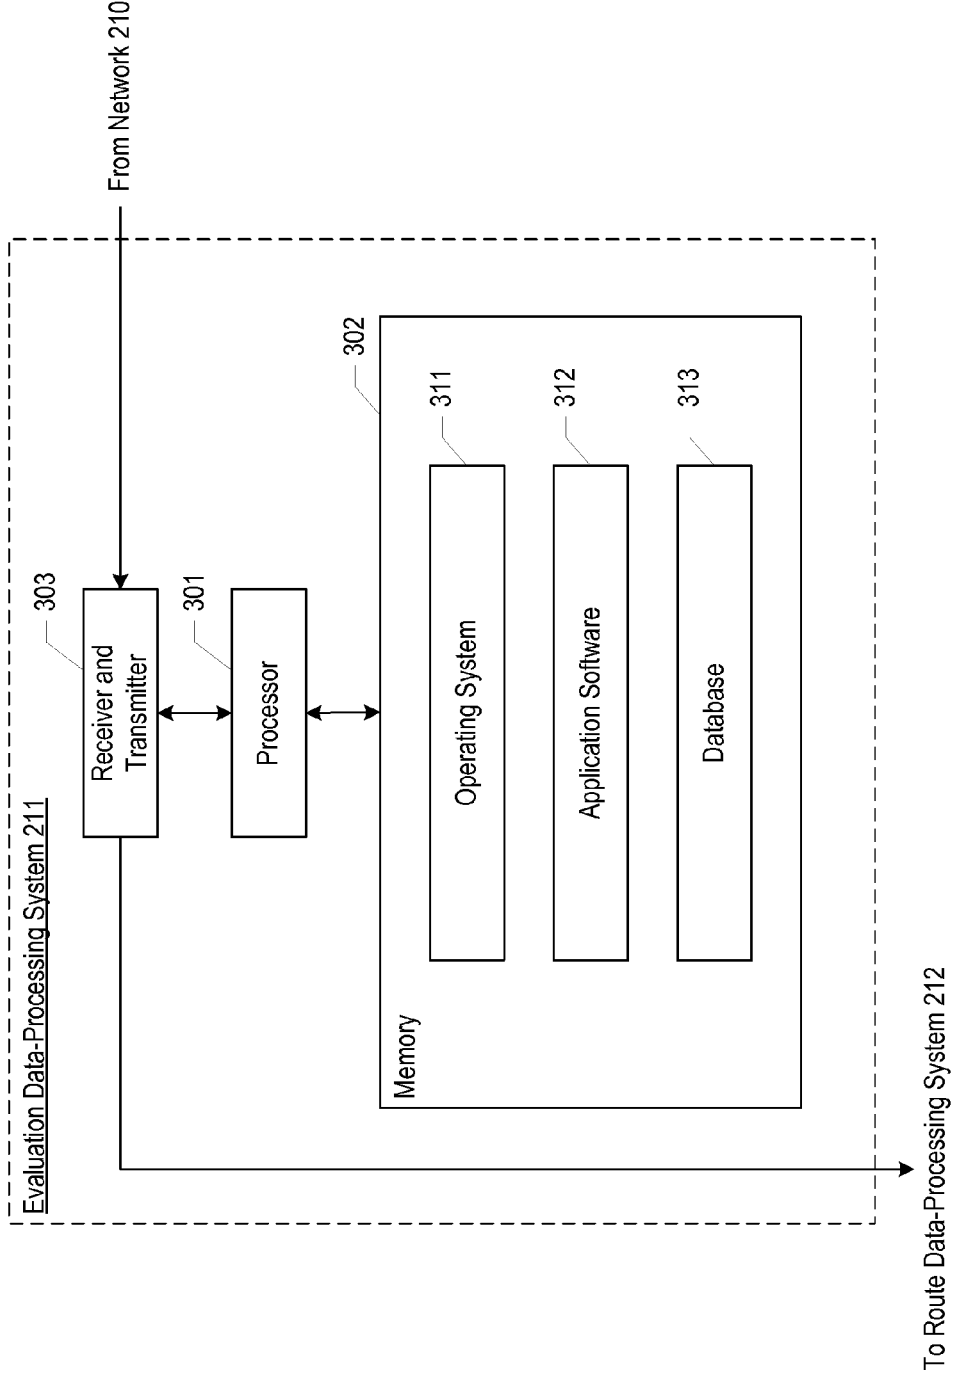 Evaluation Data-Processing System 211
From Network 210
303
Receiver and
Transmitter
301
Processor
302
Memory
311
Operating System
312
Application Software
313
Database
To Route Data-Processing System 212